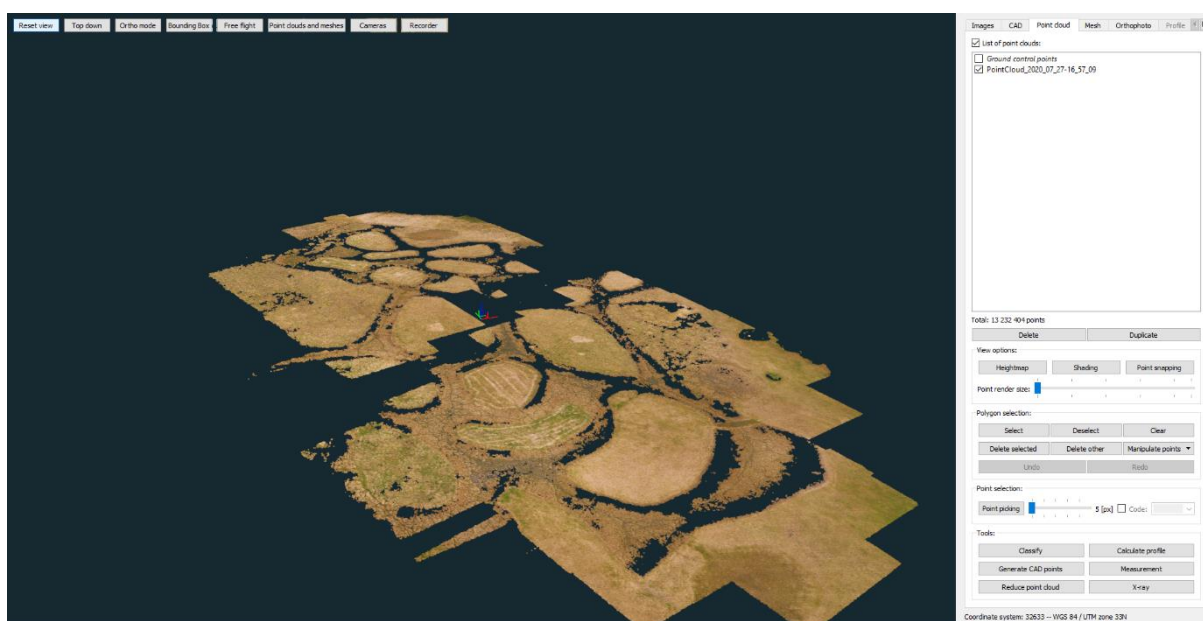 Reset view Top down Ortho mode Bounding Box Free flight Point clouds and meshes Cameras Recorder
Images CAD Point cloud Mesh Orthophoto Profile
List of point clouds:
Ground control points
PointCloud_2020_07_27-16_57_09
Total: 13 232 404 points
Delete Duplicate
View options:
Heightmap Shading Point snapping
Point render size:
Polygon selection:
Select Deselect Clear
Delete selected Delete other Manipulate points
Undo Redo
Point selection:
Point picking 5 [px] Code:
Tools:
Classify Calculate profile
Generate CAD points Measurement
Reduce point cloud X-ray
Coordinate system: 32633 -- WGS 84 / UTM zone 33N